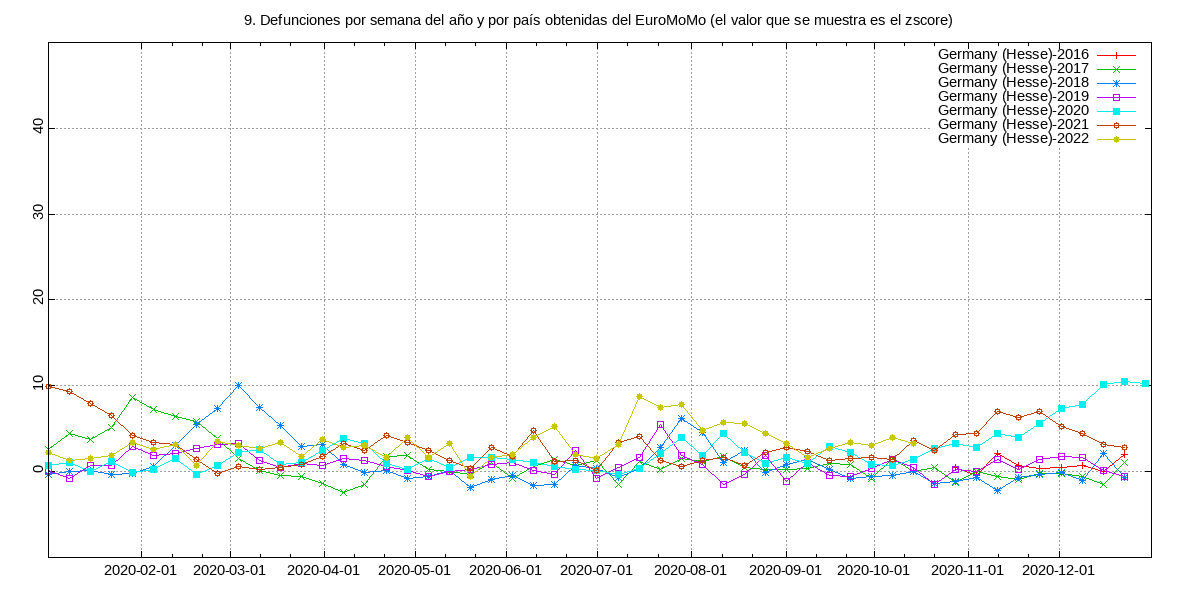 9. Defunciones por semana del año y por país obtenidas del EuroMoMo (el valor que se muestra es el zscore)
Germany (Hesse)-2016
Germany (Hesse)-2017
Germany (Hesse)-2018
Germany (Hesse)-2019
Germany (Hesse)-2020
Germany (Hesse)-2021
Germany (Hesse)-2022
40
30
20
10
0
2020-02-01 2020-03-01 2020-04-01 2020-05-01 2020-06-01 2020-07-01 2020-08-01 2020-09-01 2020-10-01 2020-11-01 2020-12-01